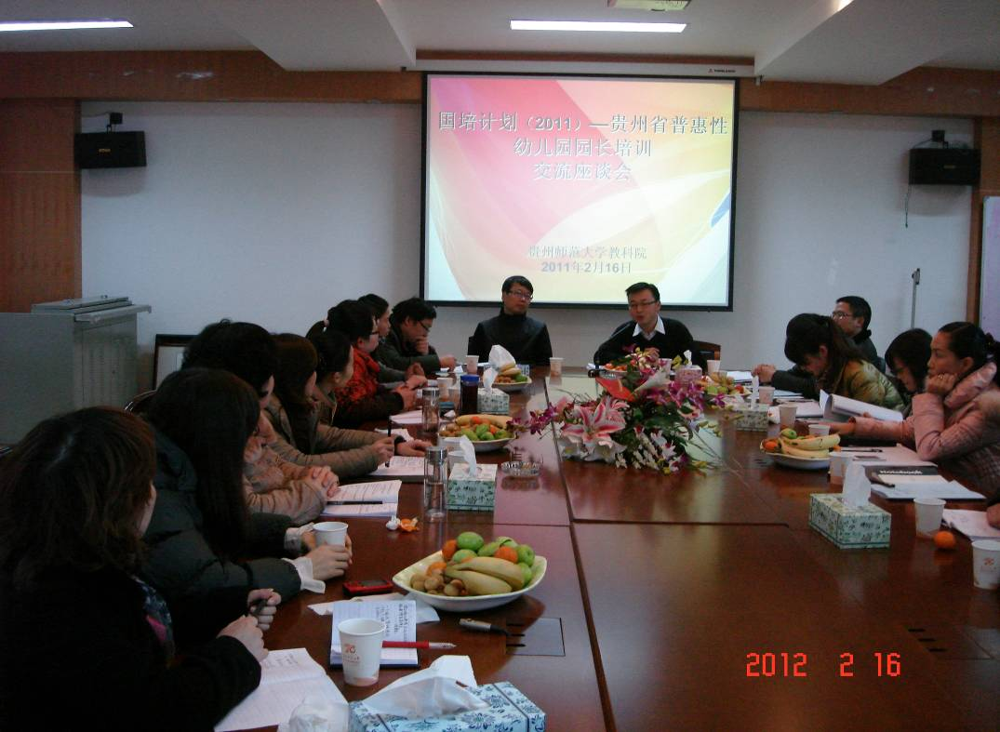 国培计划（2011）—贵州省普惠性
幼儿园园长培训
交流座谈会
贵州师范大学教科院
2011年2月16日
Notebook
2012 2 16